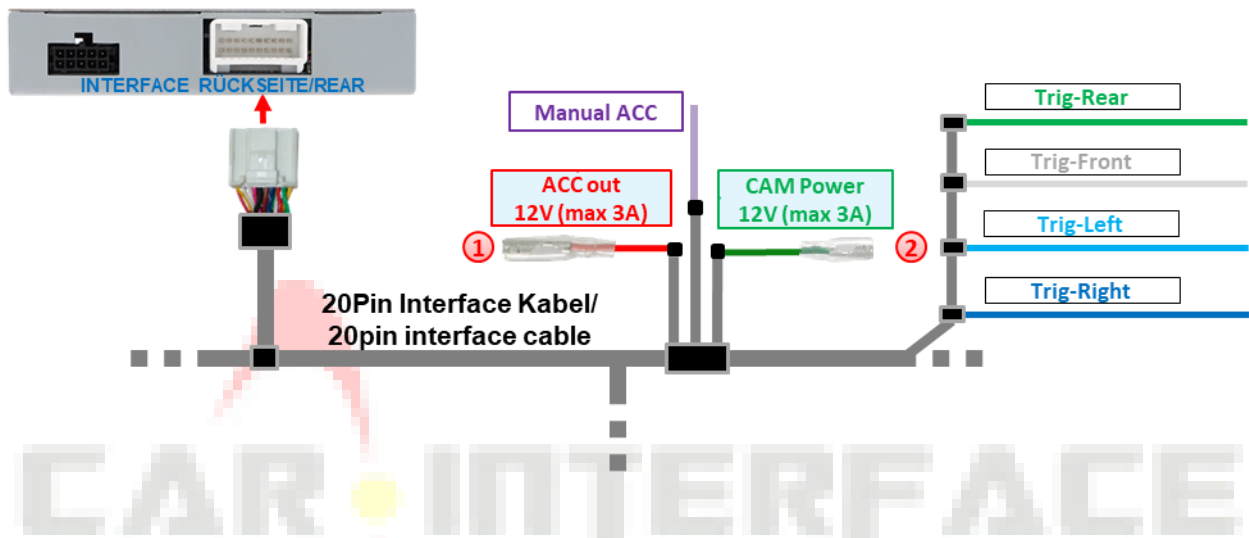 INTERFACE RÜCKSEITE/REAR
Manual ACC
ACC out
12V (max 3A)
CAM Power
12V (max 3A)
1
2
Trig-Rear
Trig-Front
Trig-Left
Trig-Right
20Pin Interface Kabel/
20pin interface cable
CAR INTERFACE